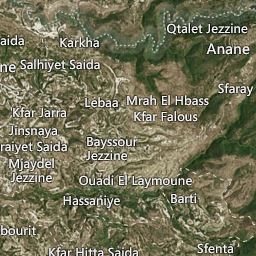 Qtalet Jezzine
aida
Karkha
Anane
ne
Salhiyet Saida
Sfaray
Lebaa
Mrah El Hbass
Kfar Jarra
Kfar Falous
Jinsnaya
raiyet Saida
Bayssour
Jezzine
Mjaydel
Jezzine
Ouadi El Laymoune
Hassaniye
Barti
bourit
Kfar Hitta Saida
Sfenta